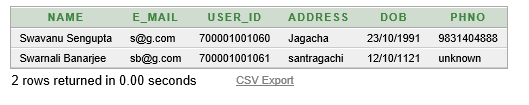 NAME E_MAIL USER_ID ADDRESS DOB PHNO
Swavanu Sengupta s@g.com 700001001060 Jagacha 23/10/1991 9831404888
Swarnali Banarjee sb@g.com 700001001061 santragachi 12/10/1121 unknown
2 rows returned in 0.00 seconds CSV Export